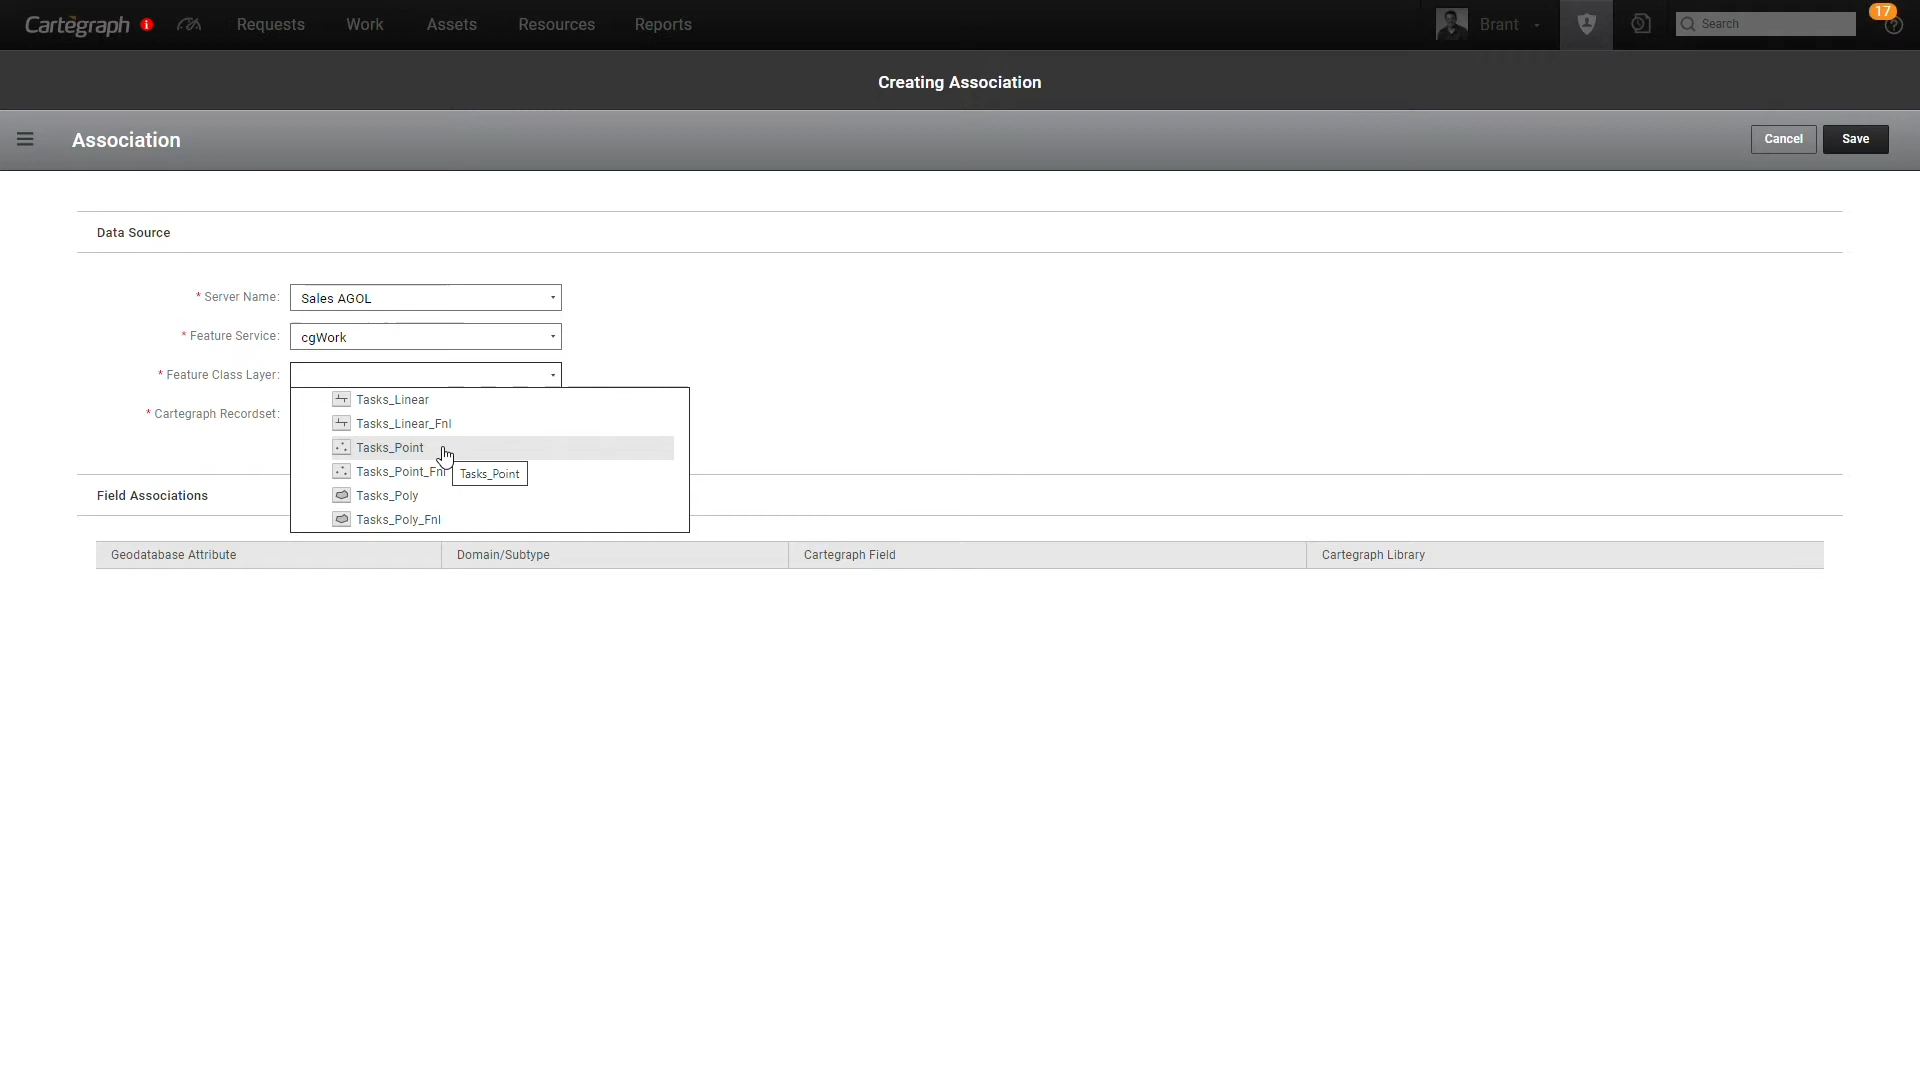 Cartëgraph Requests Work Assets Resources Reports Brant Search 17
Creating Association
Association Cancel Save
Data Source
* Server Name: Sales AGOL
* Feature Service: cgWork
* Feature Class Layer:
* Cartegraph Recordset:
Tasks_Linear
Tasks_Linear_Fnl
Tasks_Point
Tasks_Point_Fnl
Tasks_Point
Tasks_Poly
Tasks_Poly_Fnl
Field Associations
Geodatabase Attribute Domain/Subtype Cartegraph Field Cartegraph Library